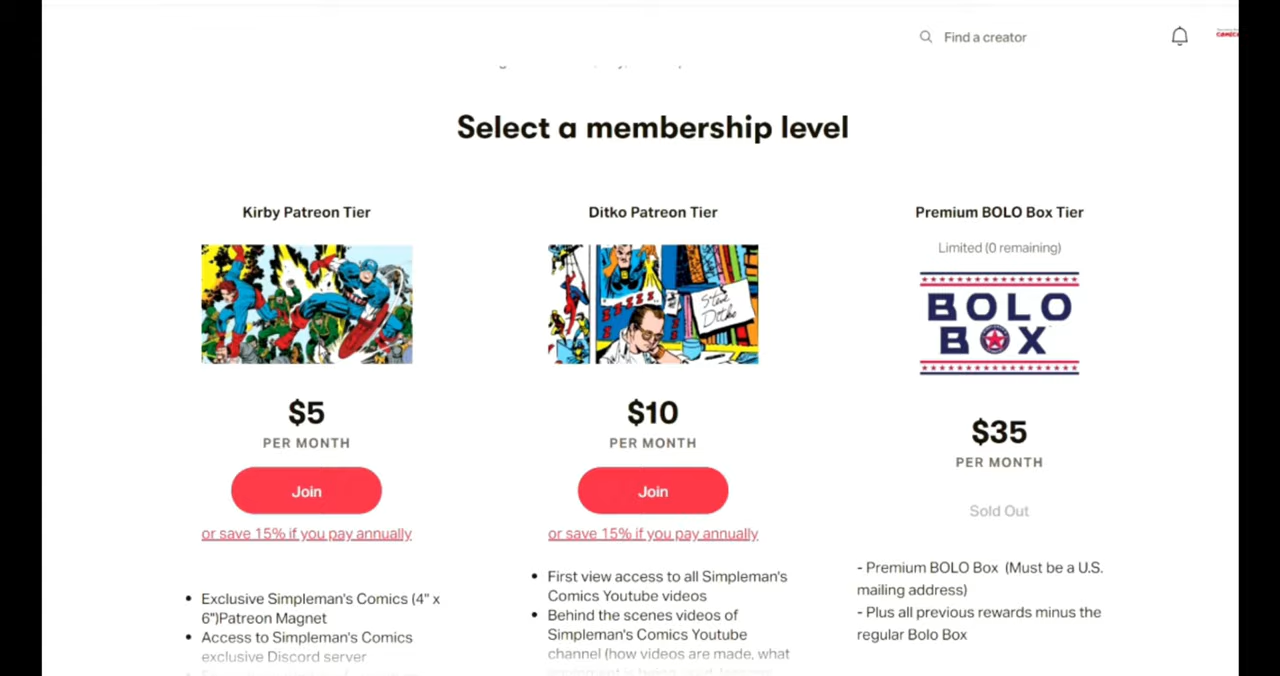 Find a creator
Select a membership level
Kirby Patreon Tier
$5
PER MONTH
Join
or save 15% if you pay annually
• Exclusive Simpleman's Comics (4" x
6")Patreon Magnet
• Access to Simpleman's Comics
exclusive Discord server
Ditko Patreon Tier
Steve
Ditko
$10
PER MONTH
Join
or save 15% if you pay annually
• First view access to all Simpleman's
Comics Youtube videos
• Behind the scenes videos of
Simpleman's Comics Youtube
channel (how videos are made, what
Premium BOLO Box Tier
Limited (0 remaining)
BOLO
BOX
$35
PER MONTH
Sold Out
- Premium BOLO Box (Must be a U.S.
mailing address)
- Plus all previous rewards minus the
regular Bolo Box